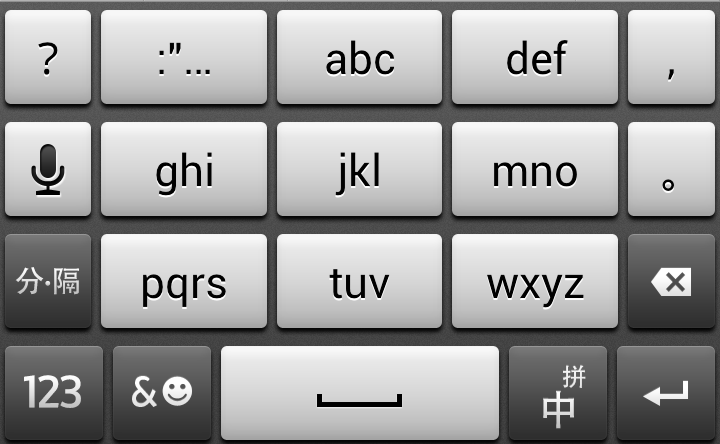 ? :"... abc def ,
ghi jkl mno 。
分·隔 pqrs tuv wxyz
123 &☻ 中 拼